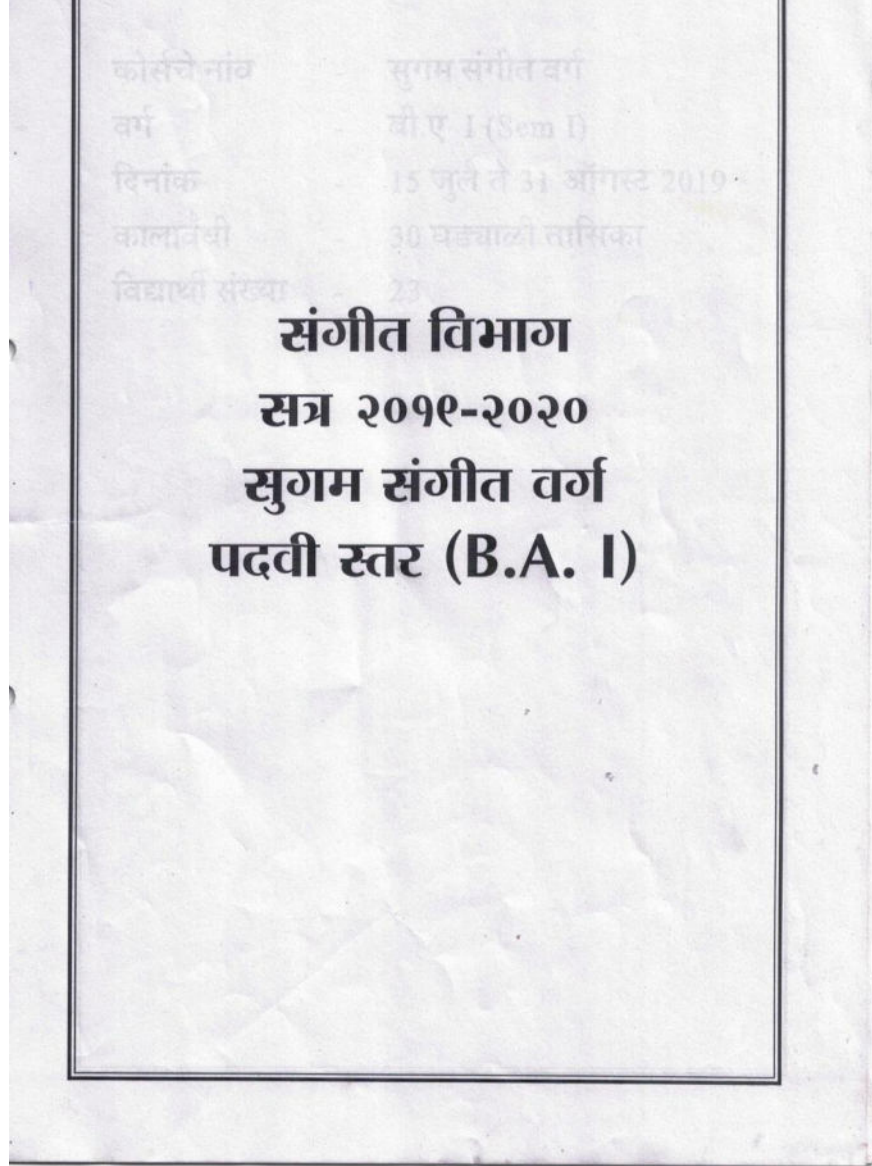 कोर्सचे नांव - सुगम संगीत वर्ग
वर्ग - बी.ए I (Sem I)
दिनांक - 15 जुलै ते 31 ऑगस्ट 2019
कालावधी - 30 घड्याळी तासिका
विद्यार्थी संख्या - 23
संगीत विभाग
सत्र २०१९-२०२०
सुगम संगीत वर्ग
पदवी स्तर (B.A. I)